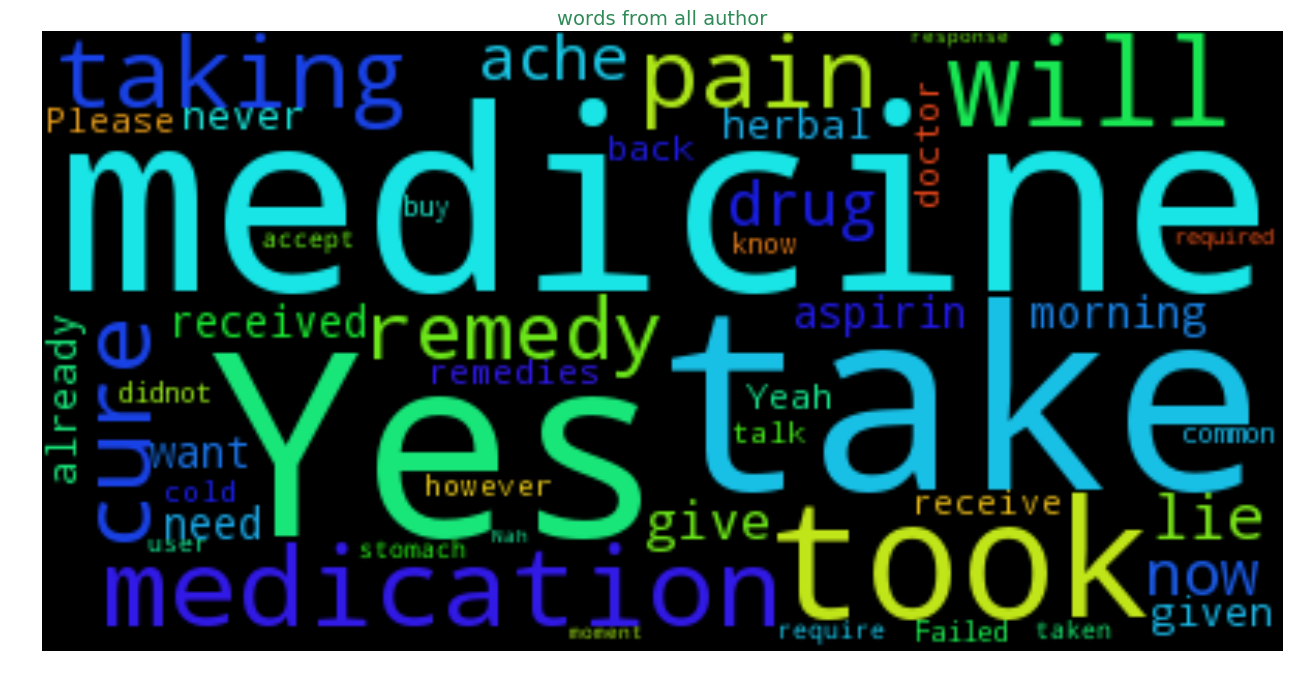 words from all author
taking
ache
pain
response
will
Please
never
herbal
doctor
back
medicine
buy
drug
accept
know
required
received
remedy
aspirin
morning
already
cure
remedies
didnot
Yes
take
Yeah
talk
common
want
cold
however
need
receive
give
took
lie
user
stomach
Nah
medication
now
given
moment
require
Failed
taken